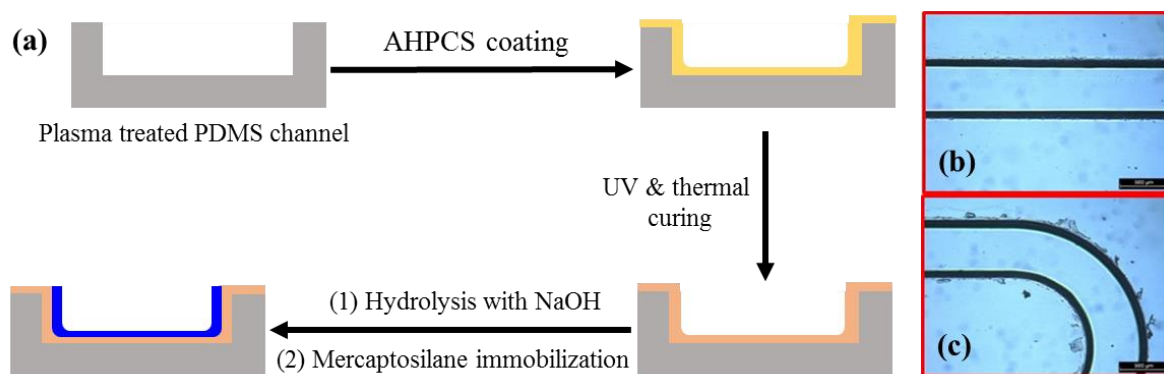 (a)
AHPCS coating
Plasma treated PDMS channel
UV & thermal
curing
(1) Hydrolysis with NaOH
(2) Mercaptosilane immobilization
(b)
(c)